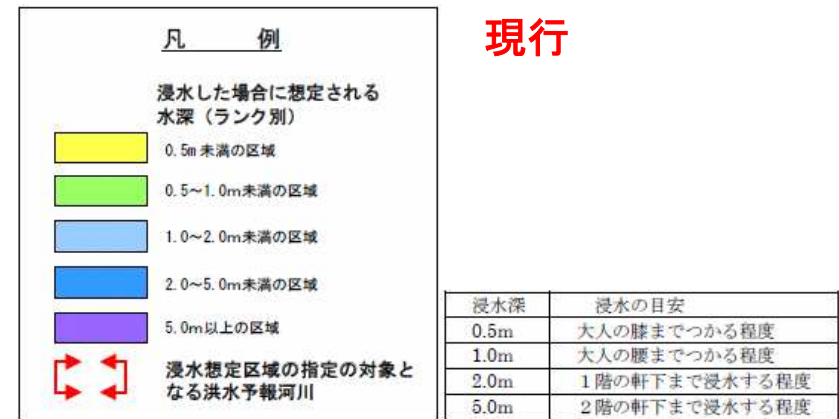 凡 例
現行
浸水した場合に想定される
水深（ランク別）
0.5m未満の区域
0.5～1.0m未満の区域
1.0～2.0m未満の区域
2.0～5.0m未満の区域
5.0m以上の区域
浸水想定区域の指定の対象と
なる洪水予報河川
浸水深 浸水の目安
0.5m 大人の膝までつかる程度
1.0m 大人の腰までつかる程度
2.0m 1階の軒下まで浸水する程度
5.0m 2階の軒下まで浸水する程度